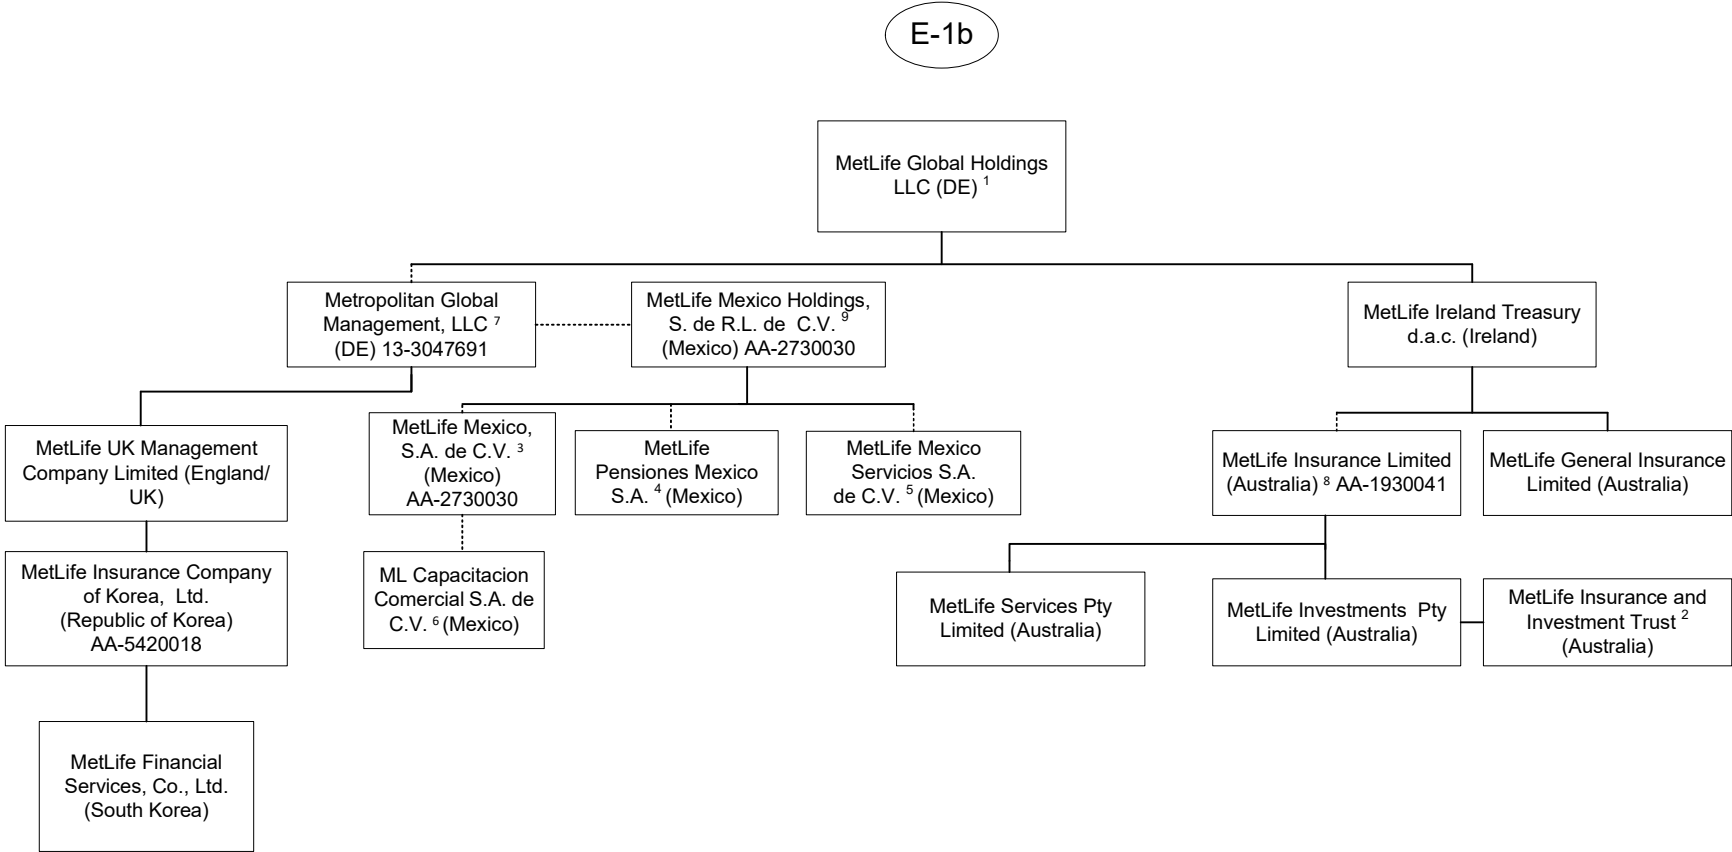 E-1b
MetLife Global Holdings
LLC (DE) 1
Metropolitan Global
Management, LLC 7
(DE) 13-3047691
MetLife Mexico Holdings,
S. de R.L. de C.V. 9
(Mexico) AA-2730030
MetLife Ireland Treasury
d.a.c. (Ireland)
MetLife UK Management
Company Limited (England/
UK)
MetLife Mexico,
S.A. de C.V. 3
(Mexico)
AA-2730030
MetLife
Pensiones Mexico
S.A. 4 (Mexico)
MetLife Mexico
Servicios S.A.
de C.V. 5 (Mexico)
MetLife Insurance Limited
(Australia) 8 AA-1930041
MetLife General Insurance
Limited (Australia)
MetLife Insurance Company
of Korea, Ltd.
(Republic of Korea)
AA-5420018
ML Capacitacion
Comercial S.A. de
C.V. 6 (Mexico)
MetLife Services Pty
Limited (Australia)
MetLife Investments Pty
Limited (Australia)
MetLife Insurance and
Investment Trust 2
(Australia)
MetLife Financial
Services, Co., Ltd.
(South Korea)